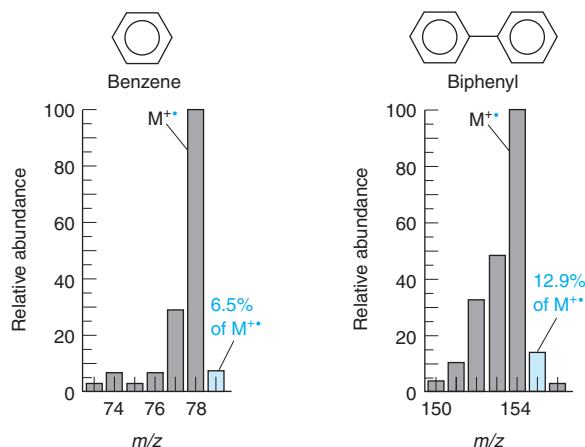 Benzene
100
80
60
40
20
0
Relative abundance
M+•
6.5%
of M+•
74 76 78
m/z
Biphenyl
100
80
60
40
20
0
Relative abundance
M+•
12.9%
of M+•
150 154
m/z